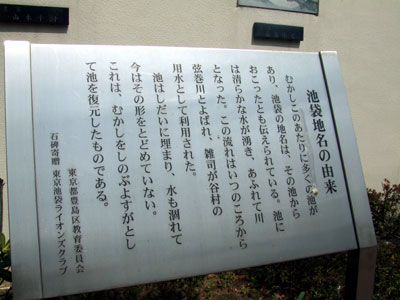 池袋地名の由来
むかしこのあたりに多くの池が
あり、池袋の地名は、その池から
おこったとも伝えられている。池に
は清らかな水が湧き、あふれて川
となった。この流れはいつのころから
弦巻川とよばれ、雑司が谷村の
用水として利用された。
池はしだいに埋まり、水も涸れて
今はその形をとどめていない。
これは、むかしをしのぶよすがとし
て池を復元したものである。
東京都豊島区教育委員会
石碑寄贈 東京池袋ライオンズクラブ